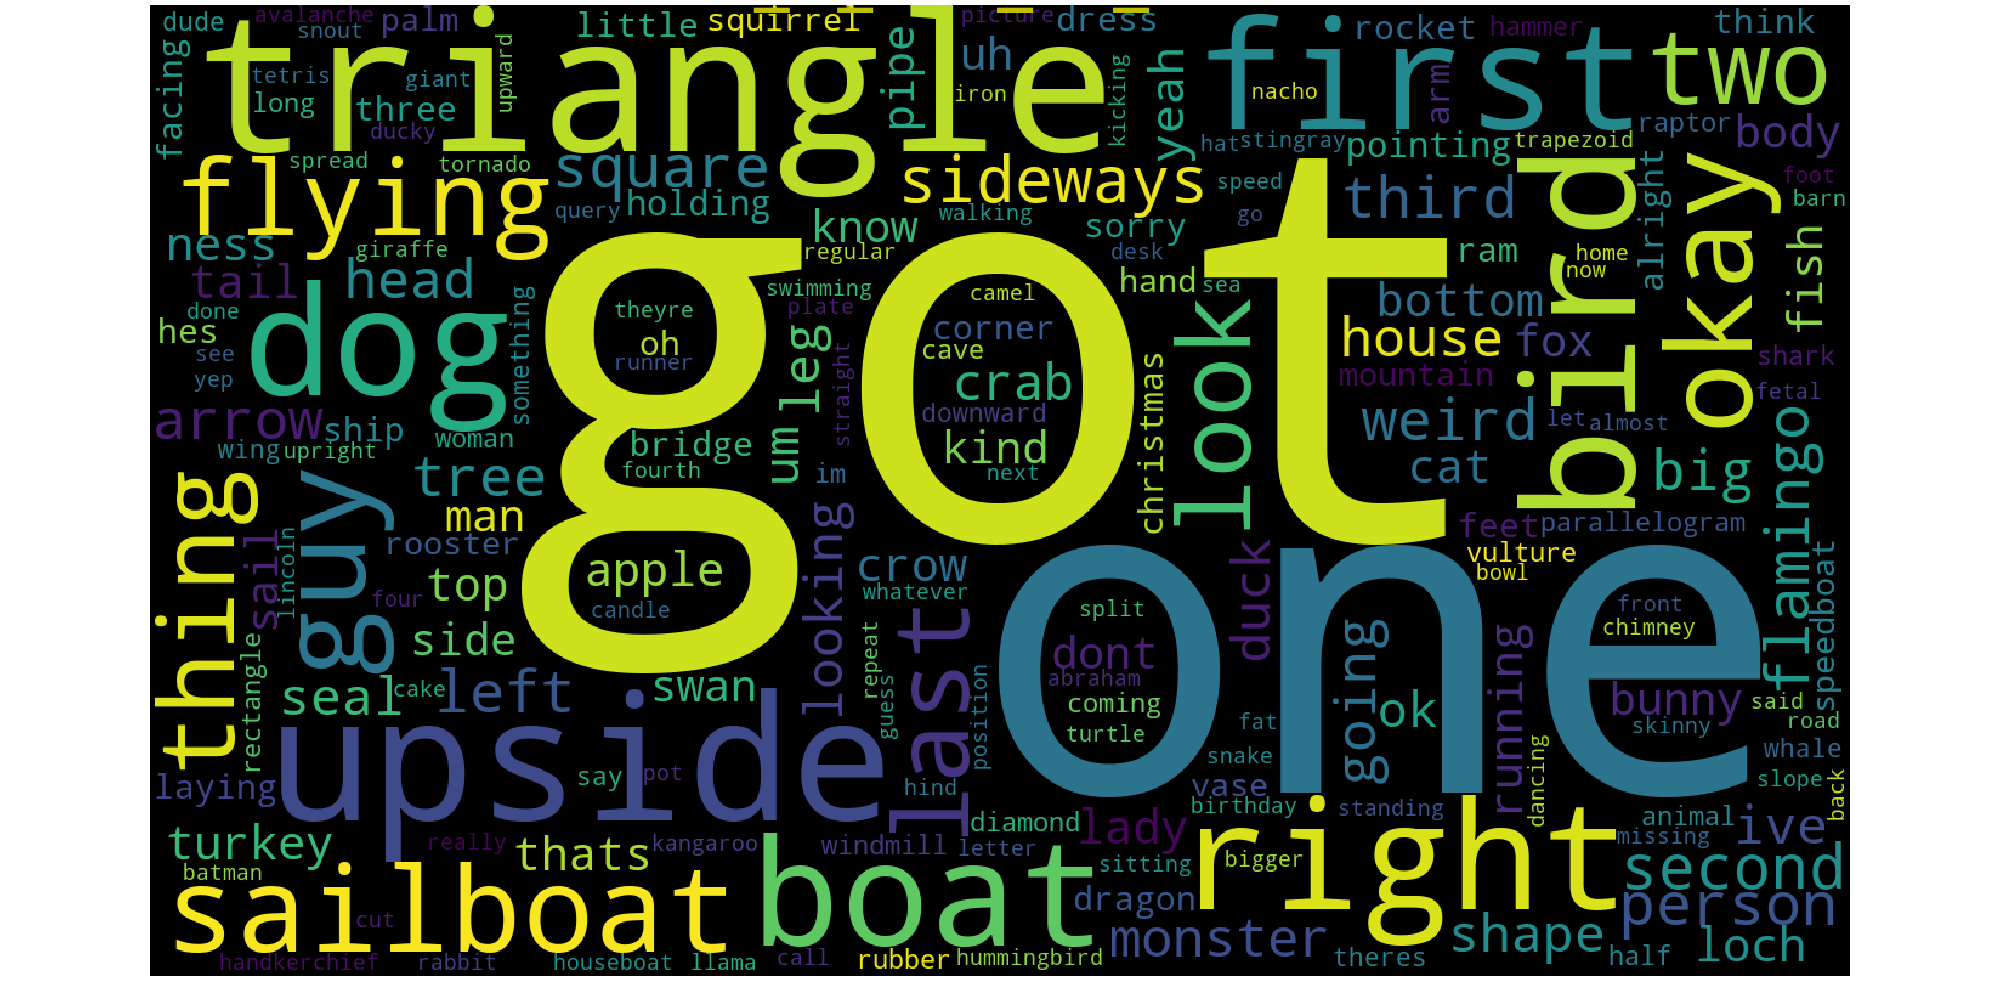 dude avalanche snout palm little squirrel picture dress rocket hammer think
facing tetris long giant three ducky upward triangle pipe uh iron kicking yeah first nacho arm two
spread tornado square hat stingray pointing trapezoid raptor body
flying query holding sideways walking speed go third bird alright okay foot barn
ness giraffe know regular sorry desk ram home now fish
tail head swimming plate hand sea camel bottom
done hes dog something theyre oh runner got corner cave crab look house fox shark
see yep um leg straight downward christmas mountain weird let almost fetal
arrow ship woman bridge kind cat big flamingo
wing upright fourth im next
thing guy tree man looking feet parallelogram
sail lincoln rooster apple crow duck vulture bowl speedboat
four top candle whatever last one split front chimney
rectangle side repeat dont abraham going running
seal cake left swan guess position coming turtle ok bunny said road
upside fat skinny
laying say pot hind snake vase dancing whale slope back
birthday standing animal
turkey really thats kangaroo windmill diamond letter lady right missing ive
batman sitting bigger second
sailboat cut boat dragon monster shape person loch
handkerchief rabbit houseboat llama call rubber hummingbird theres half